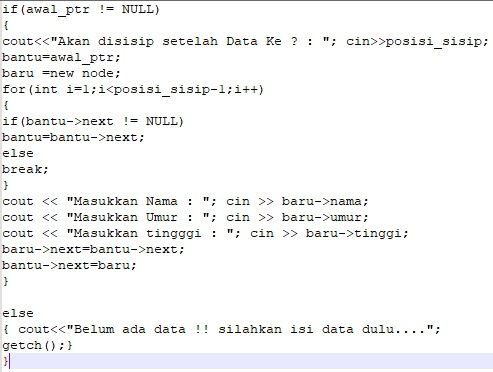 if(awal_ptr != NULL)
{
cout<<"Akan disisip setelah Data Ke ? : "; cin>>posisi_sisip;
bantu=awal_ptr;
baru =new node;
for(int i=1;i<posisi_sisip-1;i++)
{
if(bantu->next != NULL)
bantu=bantu->next;
else
break;
}
cout << "Masukkan Nama : "; cin >> baru->nama;
cout << "Masukkan Umur : "; cin >> baru->umur;
cout << "Masukkan tingggi : "; cin >> baru->tinggi;
baru->next=bantu->next;
bantu->next=baru;
}
else
{ cout<<"Belum ada data !! silahkan isi data dulu....";
getch();}
}